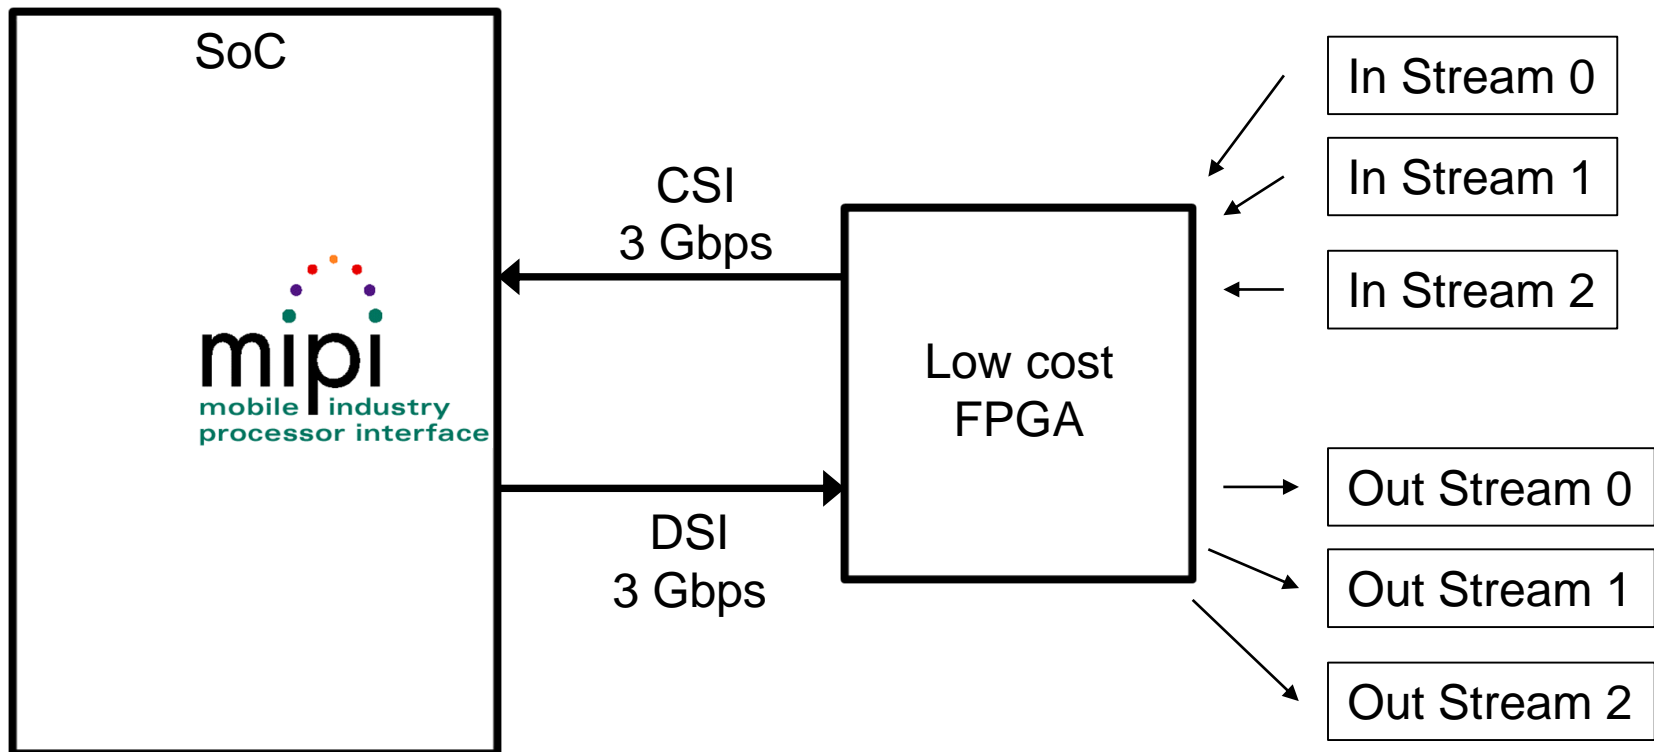 SoC
mipi
mobile industry
processor interface
CSI
3 Gbps
DSI
3 Gbps
Low cost
FPGA
In Stream 0
In Stream 1
In Stream 2
Out Stream 0
Out Stream 1
Out Stream 2